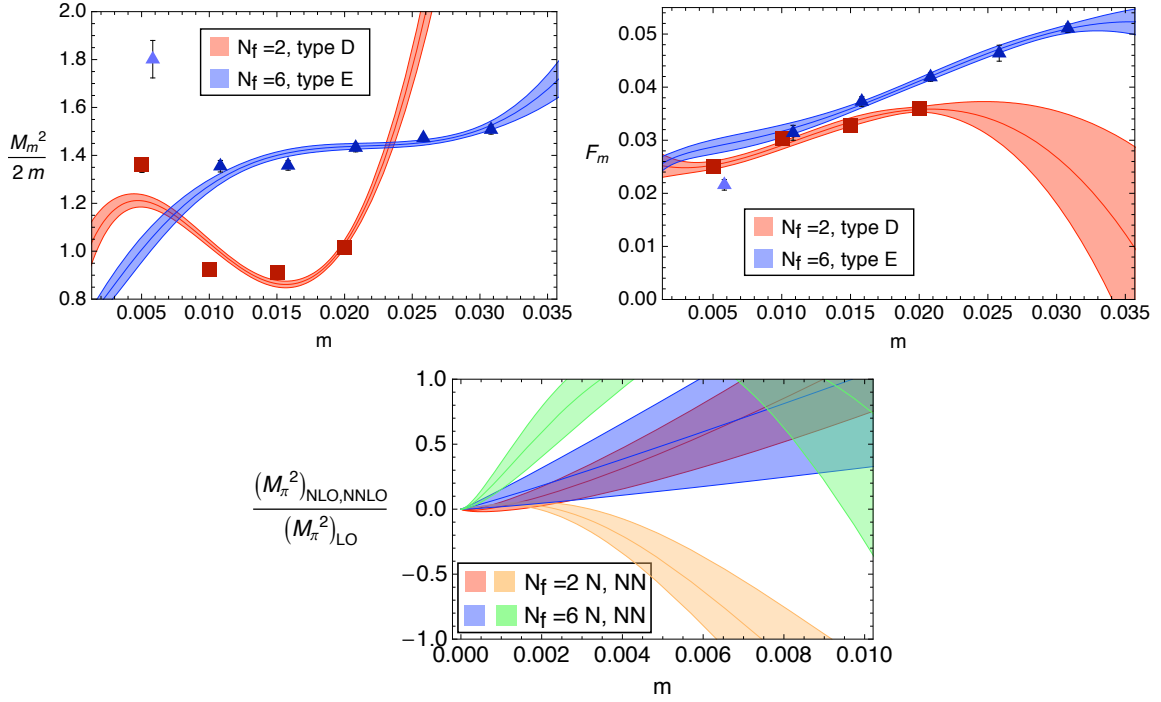 2.0
1.8
1.6
1.4
1.2
1.0
0.8
M_m^2
2 m
N_f =2, type D
N_f =6, type E
0.005 0.010 0.015 0.020 0.025 0.030 0.035
m
0.05
0.04
0.03
0.02
0.01
0.00
F_m
N_f =2, type D
N_f =6, type E
0.005 0.010 0.015 0.020 0.025 0.030 0.035
m
1.0
0.5
0.0
−0.5
−1.0
(M_π^2)_NLO,NNLO
(M_π^2)_LO
N_f =2 N, NN
N_f =6 N, NN
0.000 0.002 0.004 0.006 0.008 0.010
m